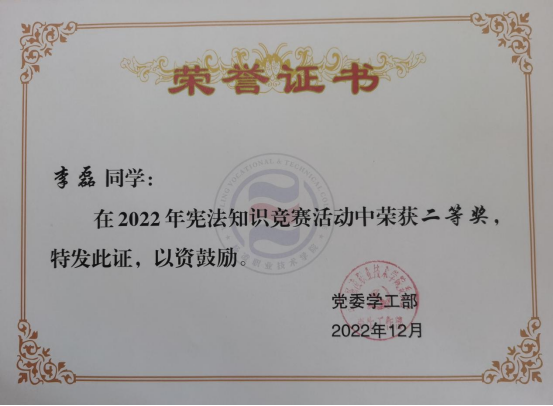 荣誉证书
李磊 同学：
在2022年宪法知识竞赛活动中荣获二等奖，
特发此证，以资鼓励。
党委学工部
2022年12月